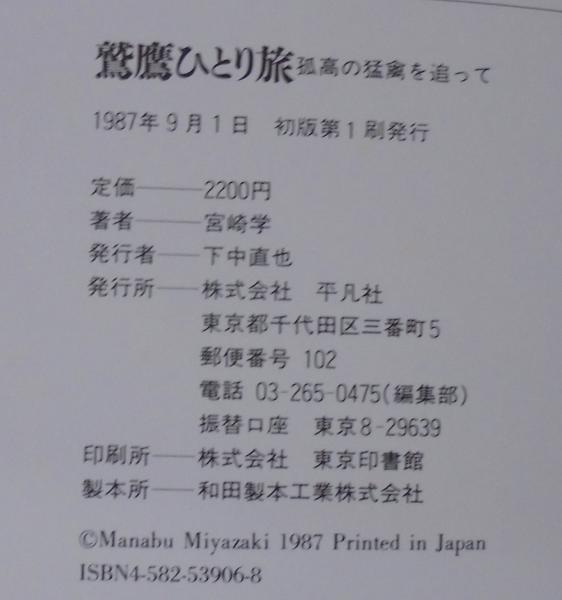 鷲鷹ひとり旅 孤高の猛禽を追って
1987年9月1日　初版第1刷発行
定価——2200円
著者——宮崎学
発行者——下中直也
発行所——株式会社　平凡社
東京都千代田区三番町5
郵便番号 102
電話 03-265-0475(編集部)
振替口座　東京8-29639
印刷所——株式会社　東京印書館
製本所——和田製本工業株式会社
©Manabu Miyazaki 1987 Printed in Japan
ISBN4-582-53906-8